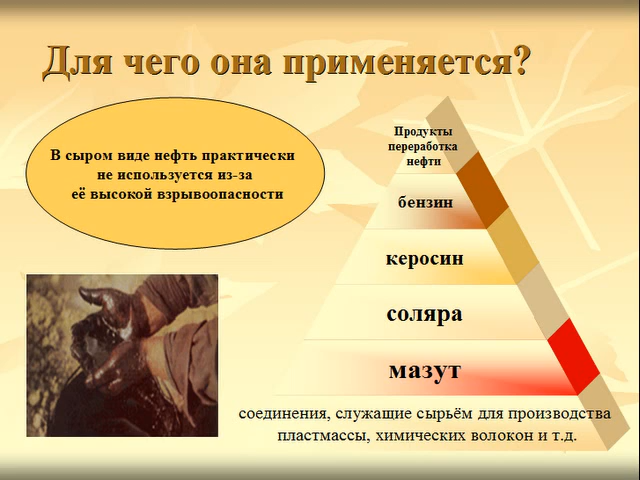 Для чего она применяется?
В сыром виде нефть практически
не используется из-за
её высокой взрывоопасности
Продукты
переработка
нефти
бензин
керосин
соляра
мазут
соединения, служащие сырьём для производства
пластмассы, химических волокон и т.д.